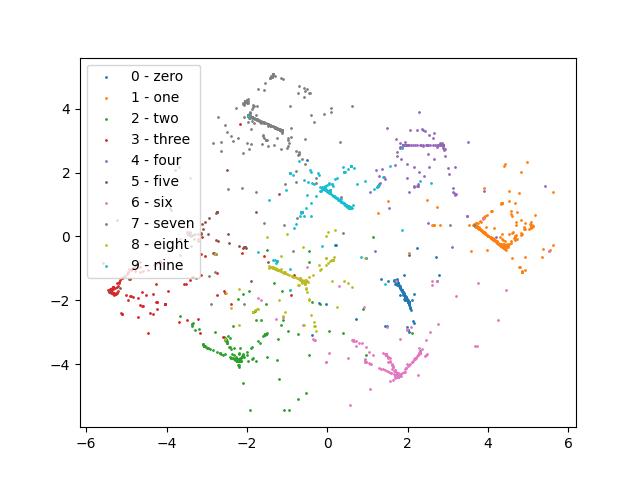 0 - zero
1 - one
2 - two
3 - three
4 - four
5 - five
6 - six
7 - seven
8 - eight
9 - nine
4
2
0
−2
−4
−6 −4 −2 0 2 4 6